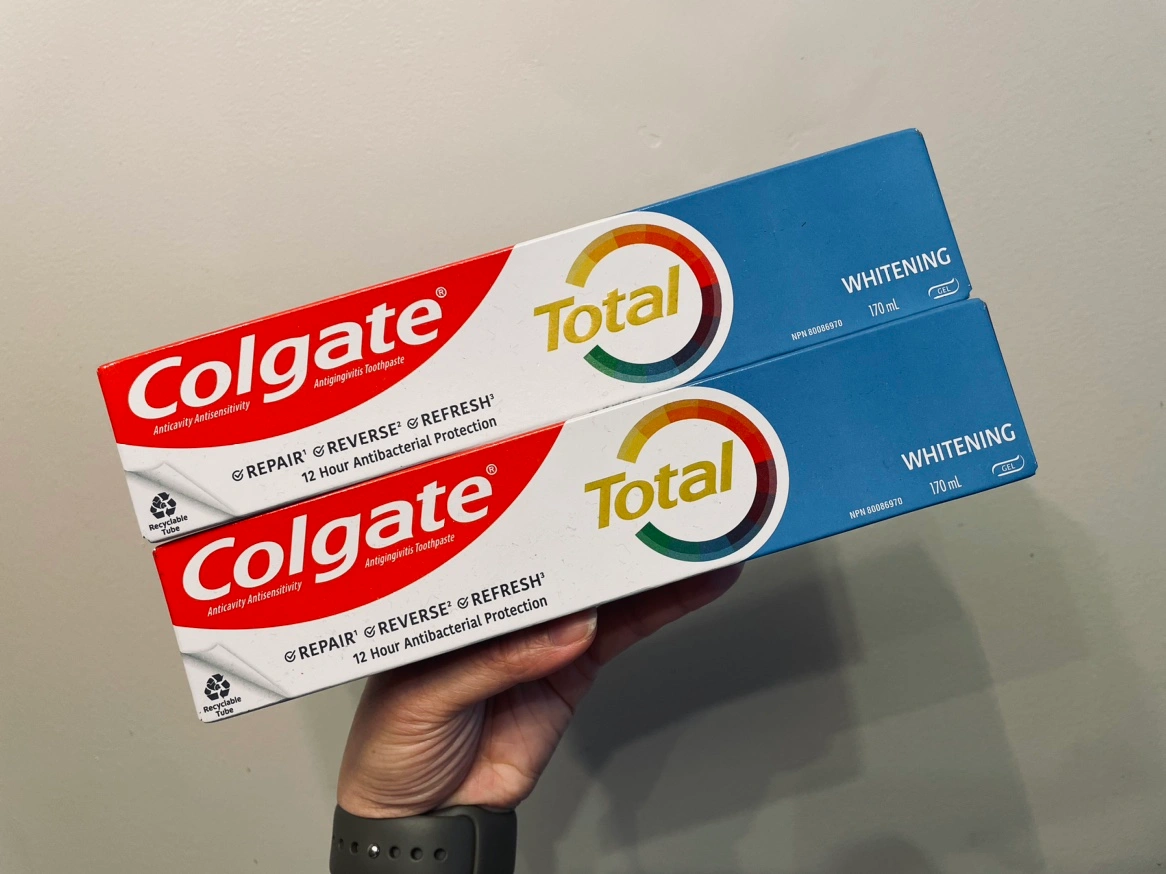 Colgate®
Anticavity Antisensitivity
Antigingivitis Toothpaste
REPAIR¹ REVERSE² REFRESH³
12 Hour Antibacterial Protection
Recyclable
Tube
Total
WHITENING
NPN 80086970
170 mL
GEL
Colgate®
Anticavity Antisensitivity
Antigingivitis Toothpaste
REPAIR¹ REVERSE² REFRESH³
12 Hour Antibacterial Protection
Recyclable
Tube
Total
WHITENING
NPN 80086970
170 mL
GEL